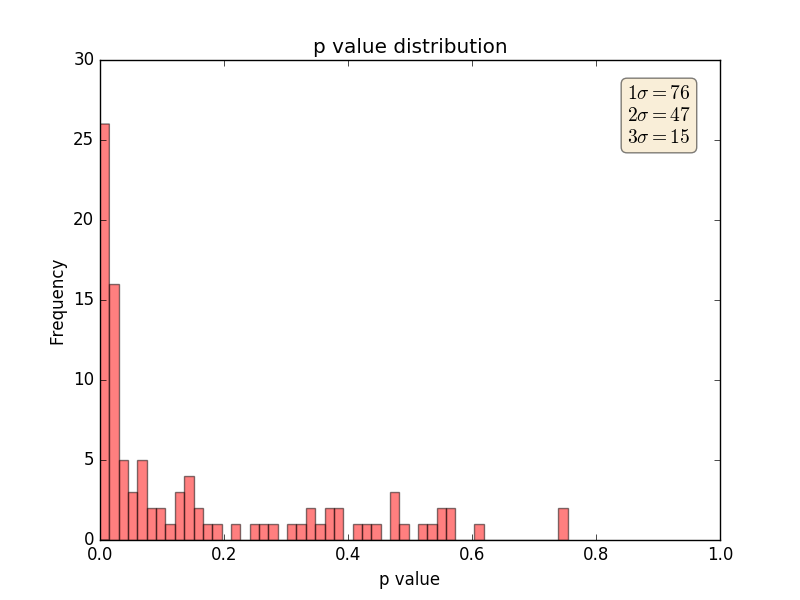 p value distribution
30
25
20
15
10
5
0
Frequency
1σ = 76
2σ = 47
3σ = 15
0.0 0.2 0.4 0.6 0.8 1.0
p value